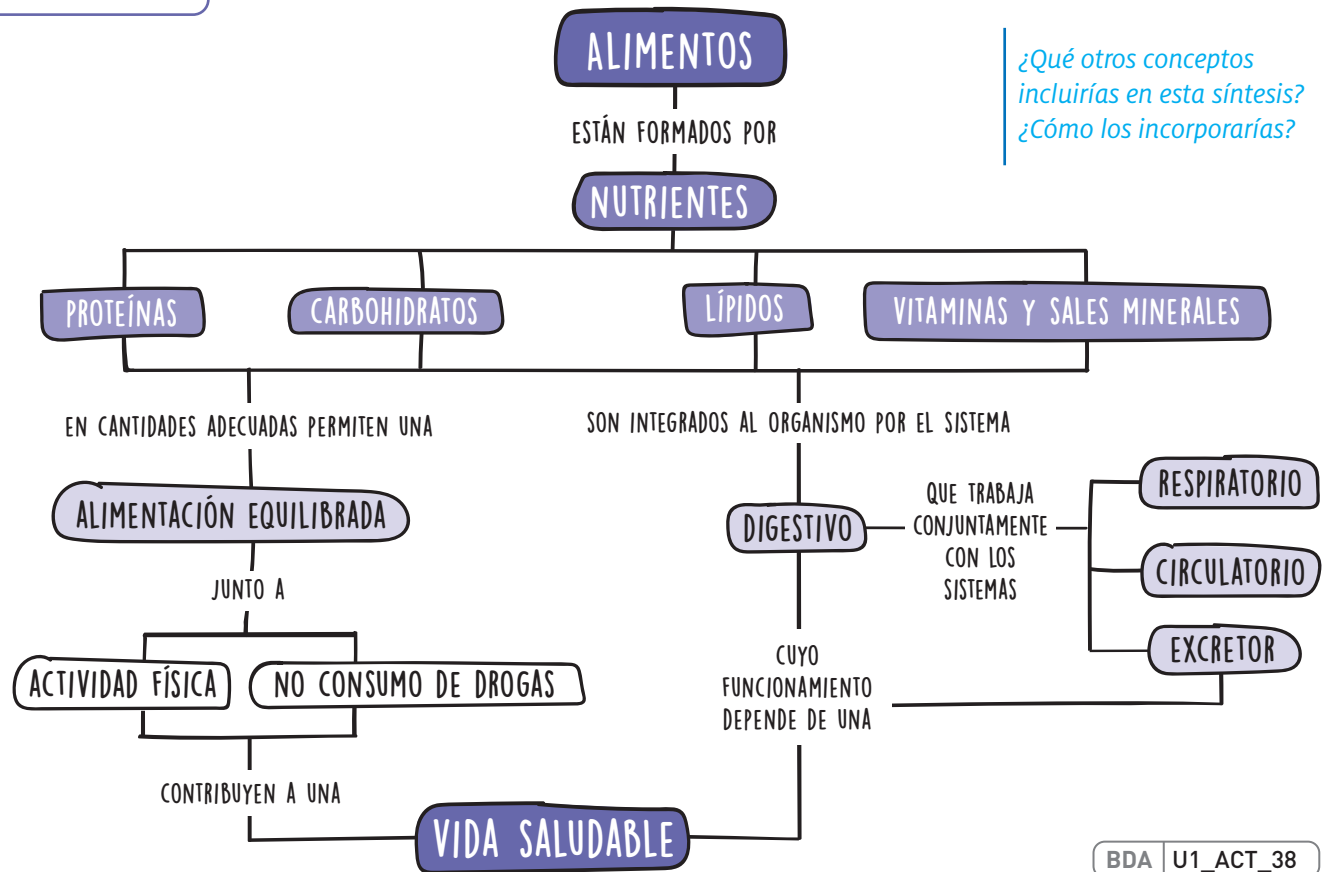 ALIMENTOS
¿Qué otros conceptos
incluirías en esta síntesis?
¿Cómo los incorporarías?
ESTÁN FORMADOS POR
NUTRIENTES
PROTEÍNAS
CARBOHIDRATOS
LÍPIDOS
VITAMINAS Y SALES MINERALES
EN CANTIDADES ADECUADAS PERMITEN UNA
SON INTEGRADOS AL ORGANISMO POR EL SISTEMA
ALIMENTACIÓN EQUILIBRADA
DIGESTIVO
QUE TRABAJA
CONJUNTAMENTE
CON LOS
SISTEMAS
RESPIRATORIO
CIRCULATORIO
EXCRETOR
JUNTO A
ACTIVIDAD FÍSICA
NO CONSUMO DE DROGAS
CUYO
FUNCIONAMIENTO
DEPENDE DE UNA
CONTRIBUYEN A UNA
VIDA SALUDABLE
BDA U1_ACT_38